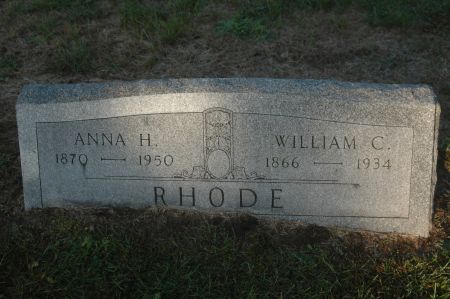 ANNA H. WILLIAM C.
1870 — 1950 1866 — 1934
RHODE